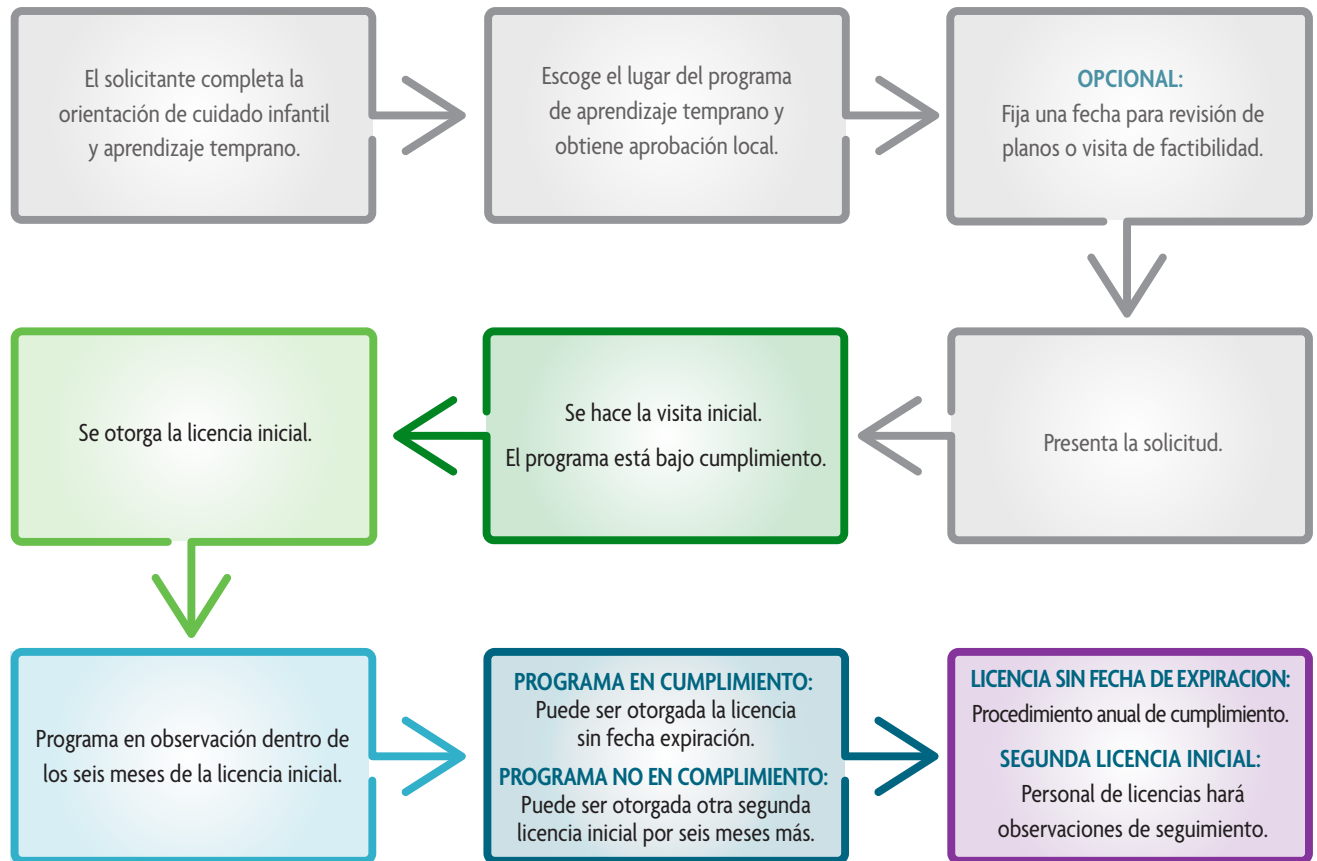 El solicitante completa la
orientación de cuidado infantil
y aprendizaje temprano.
Escoge el lugar del programa
de aprendizaje temprano y
obtiene aprobación local.
OPCIONAL:
Fija una fecha para revisión de
planos o visita de factibilidad.
Presenta la solicitud.
Se hace la visita inicial.
El programa está bajo cumplimiento.
Se otorga la licencia inicial.
Programa en observación dentro de
los seis meses de la licencia inicial.
PROGRAMA EN CUMPLIMIENTO:
Puede ser otorgada la licencia
sin fecha expiración.
PROGRAMA NO EN COMPLIMIENTO:
Puede ser otorgada otra segunda
licencia inicial por seis meses más.
LICENCIA SIN FECHA DE EXPIRACION:
Procedimiento anual de cumplimiento.
SEGUNDA LICENCIA INICIAL:
Personal de licencias hará
observaciones de seguimiento.